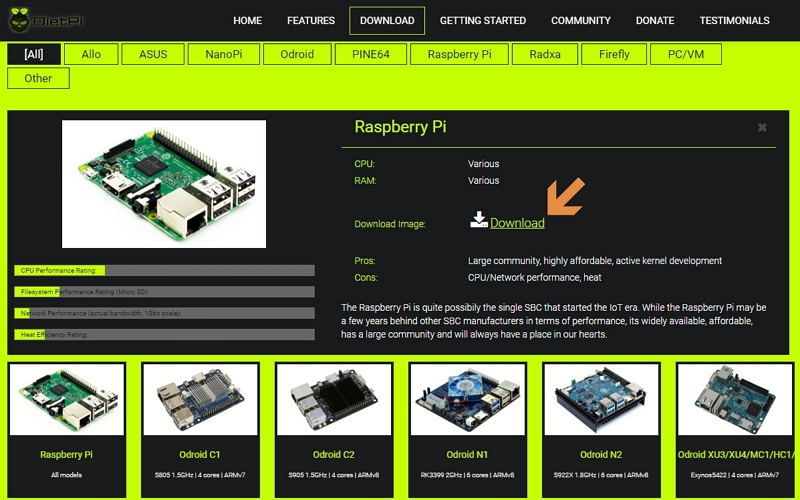 DietPi
HOME FEATURES DOWNLOAD GETTING STARTED COMMUNITY DONATE TESTIMONIALS
[All] Allo ASUS NanoPi Odroid PINE64 Raspberry Pi Radxa Firefly PC/VM
Other
Raspberry Pi
CPU: Various
RAM: Various
Download Image: Download
Pros: Large community, highly affordable, active kernel development
Cons: CPU/Network performance, heat
CPU Performance Rating:
Filesystem Performance Rating (Micro SD):
Network Performance (actual bandwidth, 1Gbit scale):
Heat Efficiency Rating:
The Raspberry Pi is quite possibily the single SBC that started the IoT era. While the Raspberry Pi may be
a few years behind other SBC manufacturers in terms of performance, its widely available, affordable,
has a large community and will always have a place in our hearts.
Raspberry Pi Odroid C1 Odroid C2 Odroid N1 Odroid N2 Odroid XU3/XU4/MC1/HC1/
All models S805 1.5GHz | 4 cores | ARMv7 S905 1.5GHz | 4 cores | ARMv8 RK3399 2GHz | 6 cores | ARMv8 S922X 1.8GHz | 6 cores | ARMv8 Exynos5422 | 4 cores | ARMv7